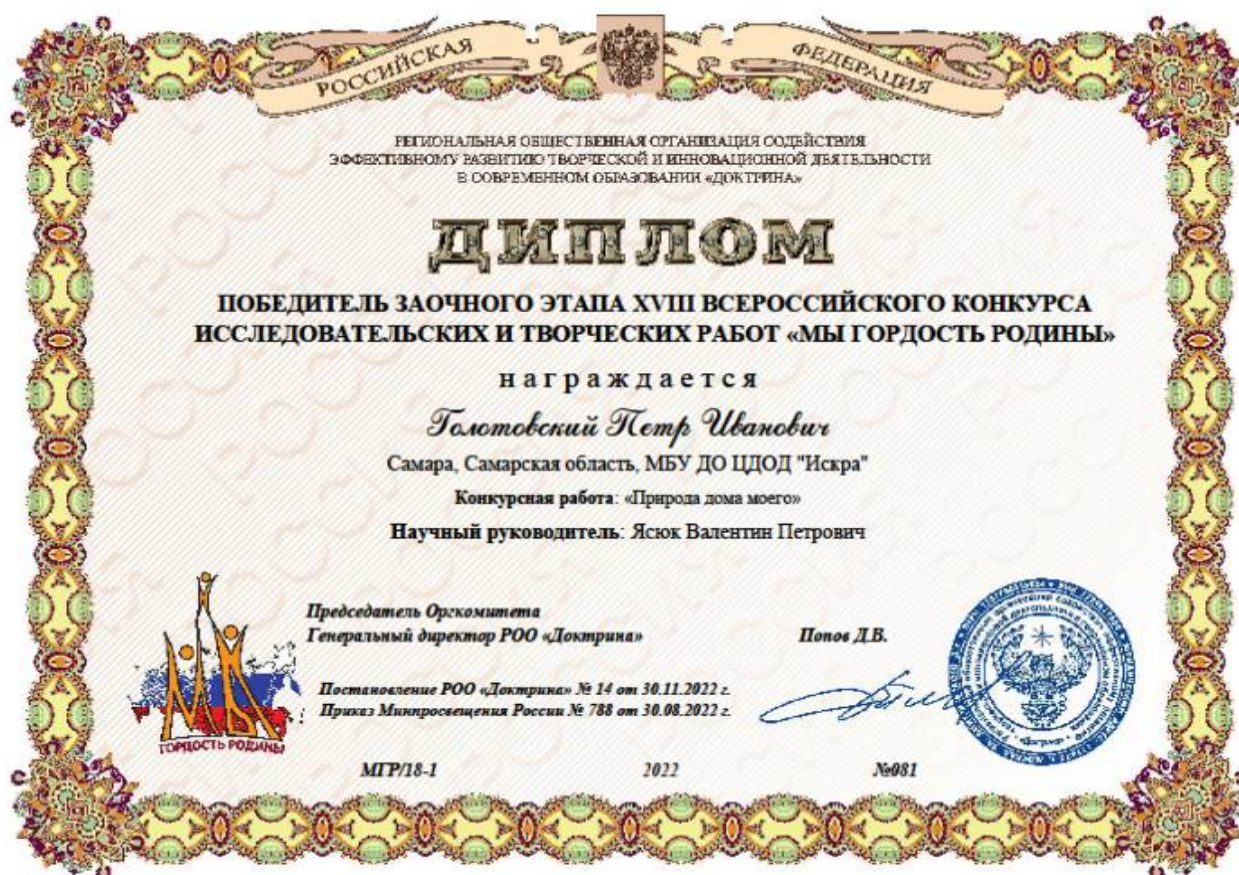 РОССИЙСКАЯ ФЕДЕРАЦИЯ
РЕГИОНАЛЬНАЯ ОБЩЕСТВЕННАЯ ОРГАНИЗАЦИЯ СОДЕЙСТВИЯ
ЭФФЕКТИВНОМУ РАЗВИТИЮ ТВОРЧЕСКОЙ И ИННОВАЦИОННОЙ ДЕЯТЕЛЬНОСТИ
В СОВРЕМЕННОМ ОБРАЗОВАНИИ «ДОКТРИНА»
ДИПЛОМ
ПОБЕДИТЕЛЬ ЗАОЧНОГО ЭТАПА XVIII ВСЕРОССИЙСКОГО КОНКУРСА
ИССЛЕДОВАТЕЛЬСКИХ И ТВОРЧЕСКИХ РАБОТ «МЫ ГОРДОСТЬ РОДИНЫ»
награждается
Голотовский Петр Иванович
Самара, Самарская область, МБУ ДО ЦДОД "Искра"
Конкурсная работа: «Природа дома моего»
Научный руководитель: Ясюк Валентин Петрович
Председатель Оргкомитета
Генеральный директор РОО «Доктрина» Попов Д.В.
Постановление РОО «Доктрина» № 14 от 30.11.2022 г.
Приказ Минпросвещения России № 788 от 30.08.2022 г.
МЫ
ГОРДОСТЬ РОДИНЫ
МГР/18-1 2022 №081